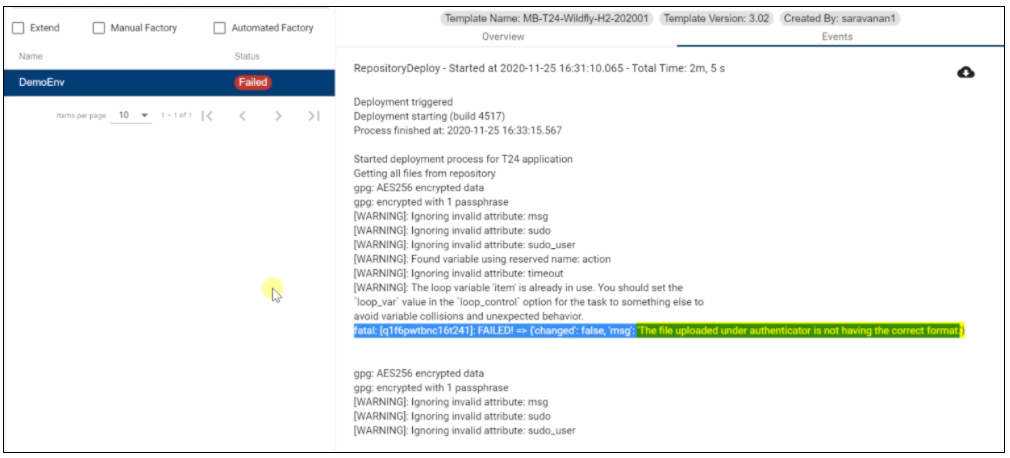 Extend
Manual Factory
Automated Factory
Name
Status
DemoEnv
Failed
Items per page: 10 1 – 1 of 1
Template Name: MB-T24-Wildfly-H2-202001
Template Version: 3.02
Created By: saravanan1
Overview
Events
RepositoryDeploy - Started at 2020-11-25 16:31:10.065 - Total Time: 2m, 5 s
Deployment triggered
Deployment starting (build 4517)
Process finished at: 2020-11-25 16:33:15.567
Started deployment process for T24 application
Getting all files from repository
gpg: AES256 encrypted data
gpg: encrypted with 1 passphrase
[WARNING]: Ignoring invalid attribute: msg
[WARNING]: Ignoring invalid attribute: sudo
[WARNING]: Ignoring invalid attribute: sudo_user
[WARNING]: Found variable using reserved name: action
[WARNING]: Ignoring invalid attribute: timeout
[WARNING]: The loop variable 'item' is already in use. You should set the
`loop_var` value in the `loop_control` option for the task to something else to
avoid variable collisions and unexpected behavior.
fatal: [q1f6pwtbnc16t241]: FAILED! => {'changed': false, 'msg': 'The file uploaded under authenticator is not having the correct format.'}
gpg: AES256 encrypted data
gpg: encrypted with 1 passphrase
[WARNING]: Ignoring invalid attribute: msg
[WARNING]: Ignoring invalid attribute: sudo
[WARNING]: Ignoring invalid attribute: sudo_user